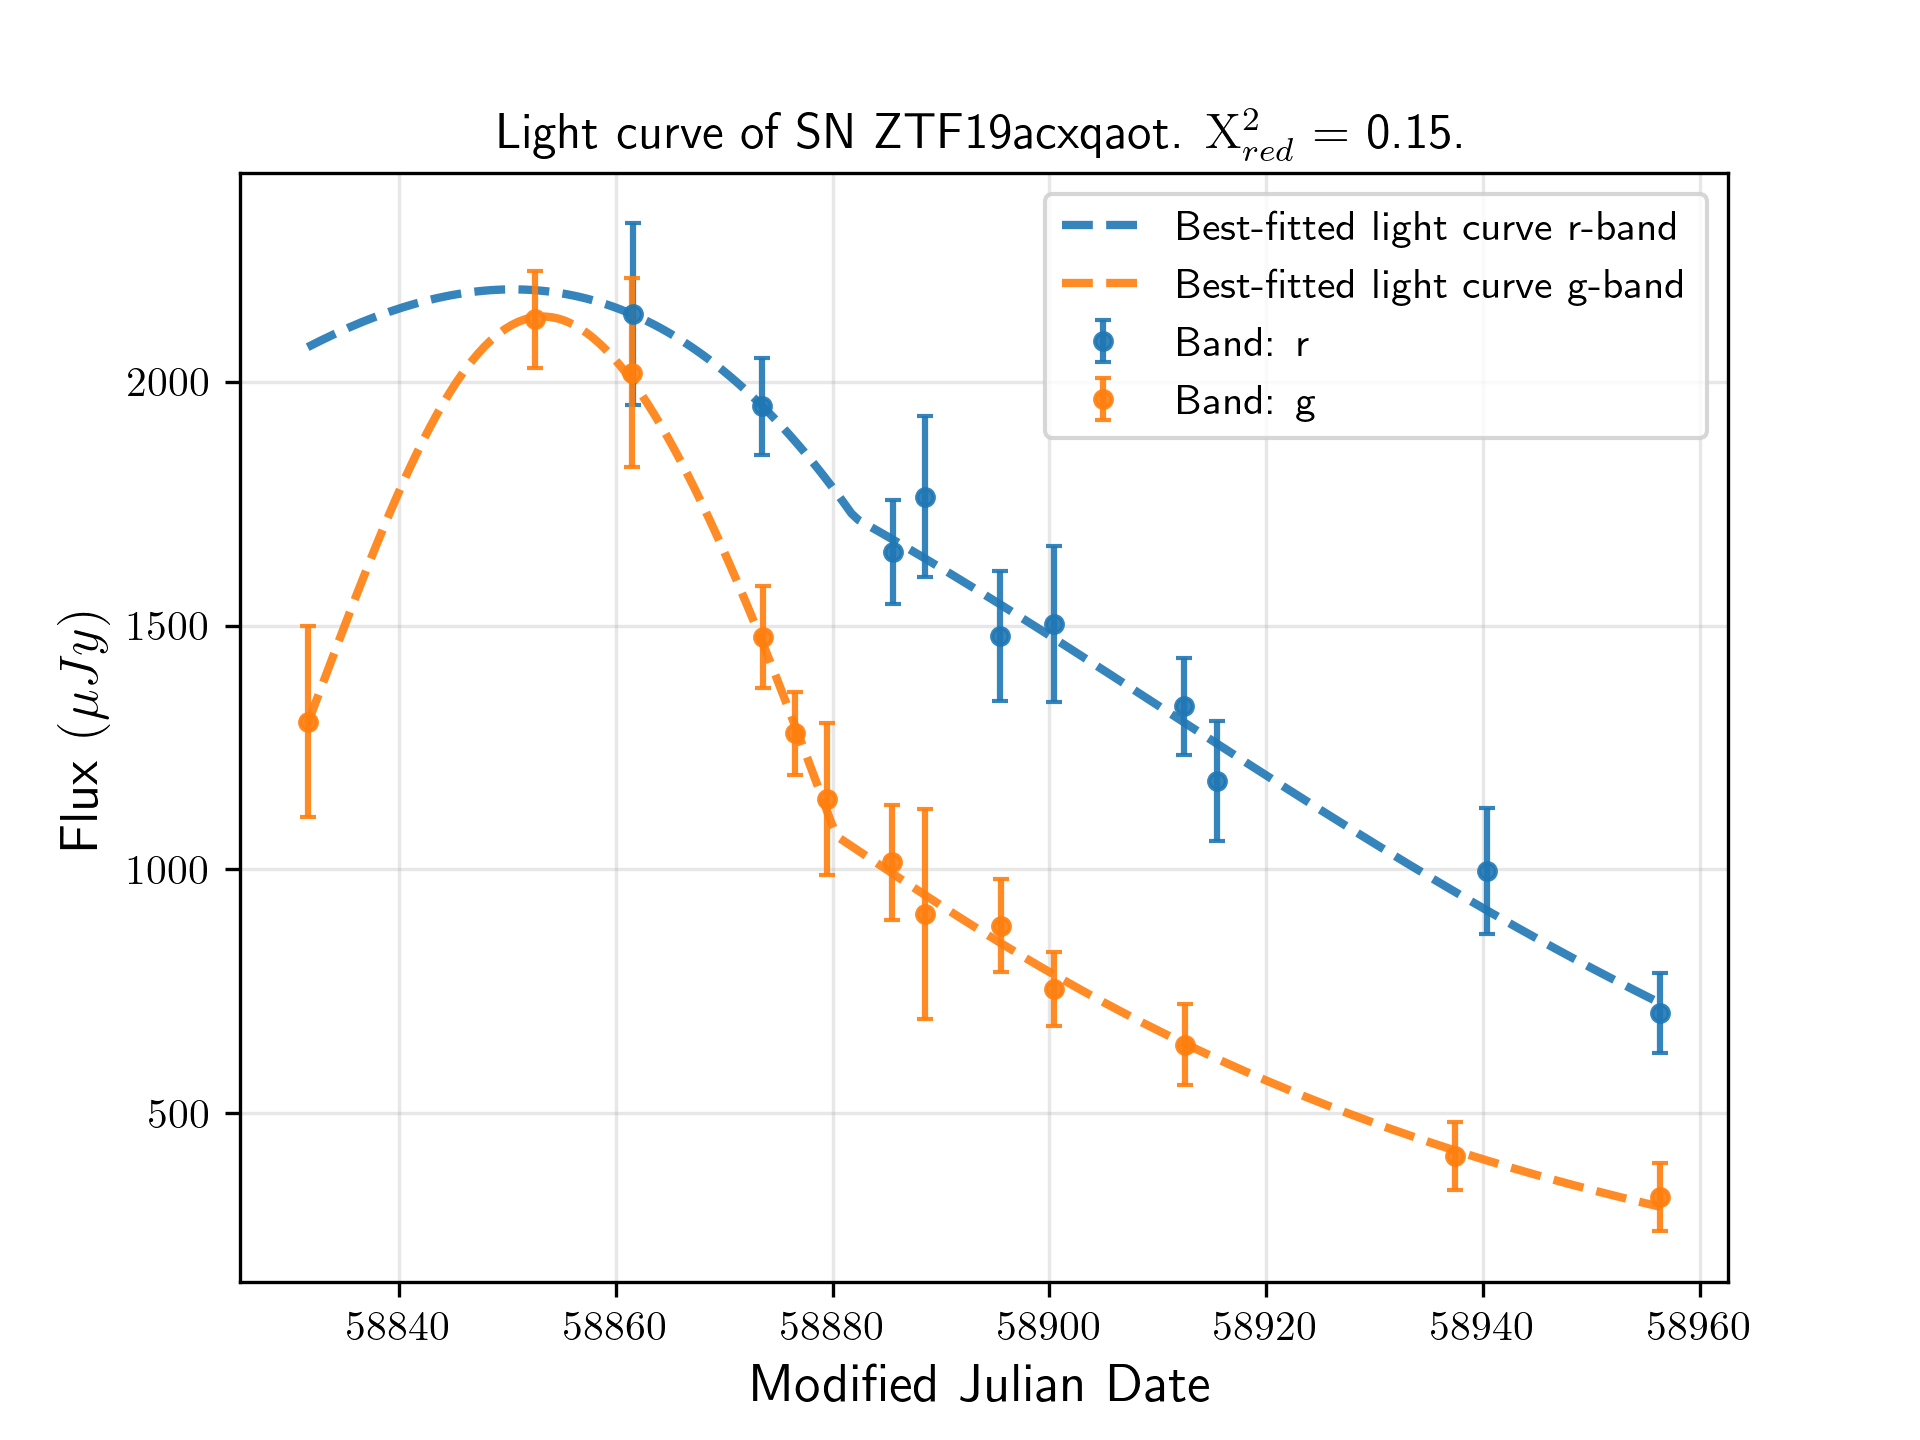 Light curve of SN ZTF19acxqaot. X²_red = 0.15.
Best-fitted light curve r-band
Best-fitted light curve g-band
Band: r
Band: g
2000
1500
1000
500
Flux (μJy)
58840 58860 58880 58900 58920 58940 58960
Modified Julian Date